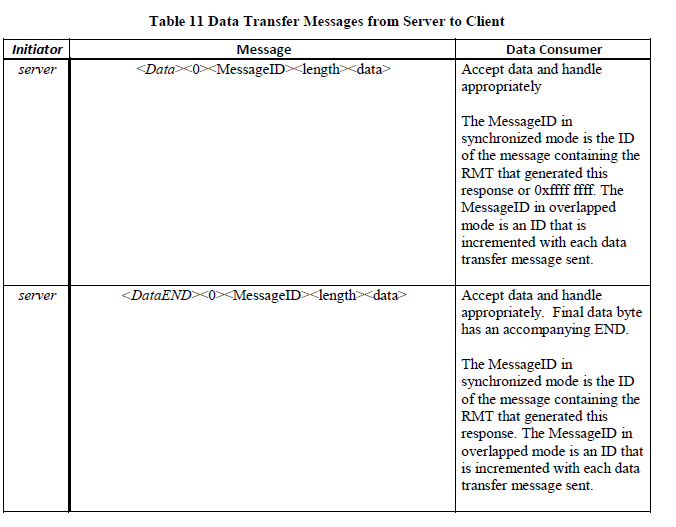 Table 11 Data Transfer Messages from Server to Client
Initiator Message Data Consumer
server <Data><0><MessageID><length><data> Accept data and handle
appropriately
The MessageID in
synchronized mode is the ID
of the message containing the
RMT that generated this
response or 0xffff ffff. The
MessageID in overlapped
mode is an ID that is
incremented with each data
transfer message sent.
server <DataEND><0><MessageID><length><data> Accept data and handle
appropriately. Final data byte
has an accompanying END.
The MessageID in
synchronized mode is the ID
of the message containing the
RMT that generated this
response. The MessageID in
overlapped mode is an ID that
is incremented with each data
transfer message sent.